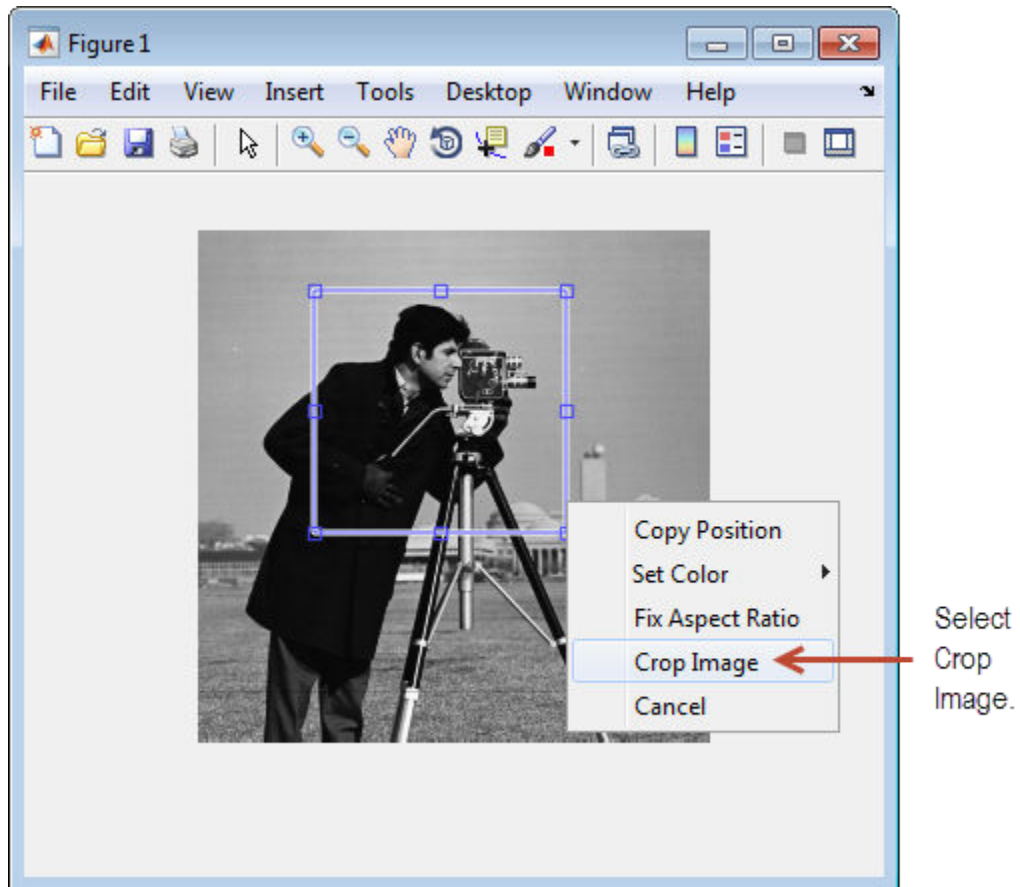 Figure 1
File Edit View Insert Tools Desktop Window Help
Copy Position
Set Color
Fix Aspect Ratio
Crop Image
Cancel
Select
Crop
Image.